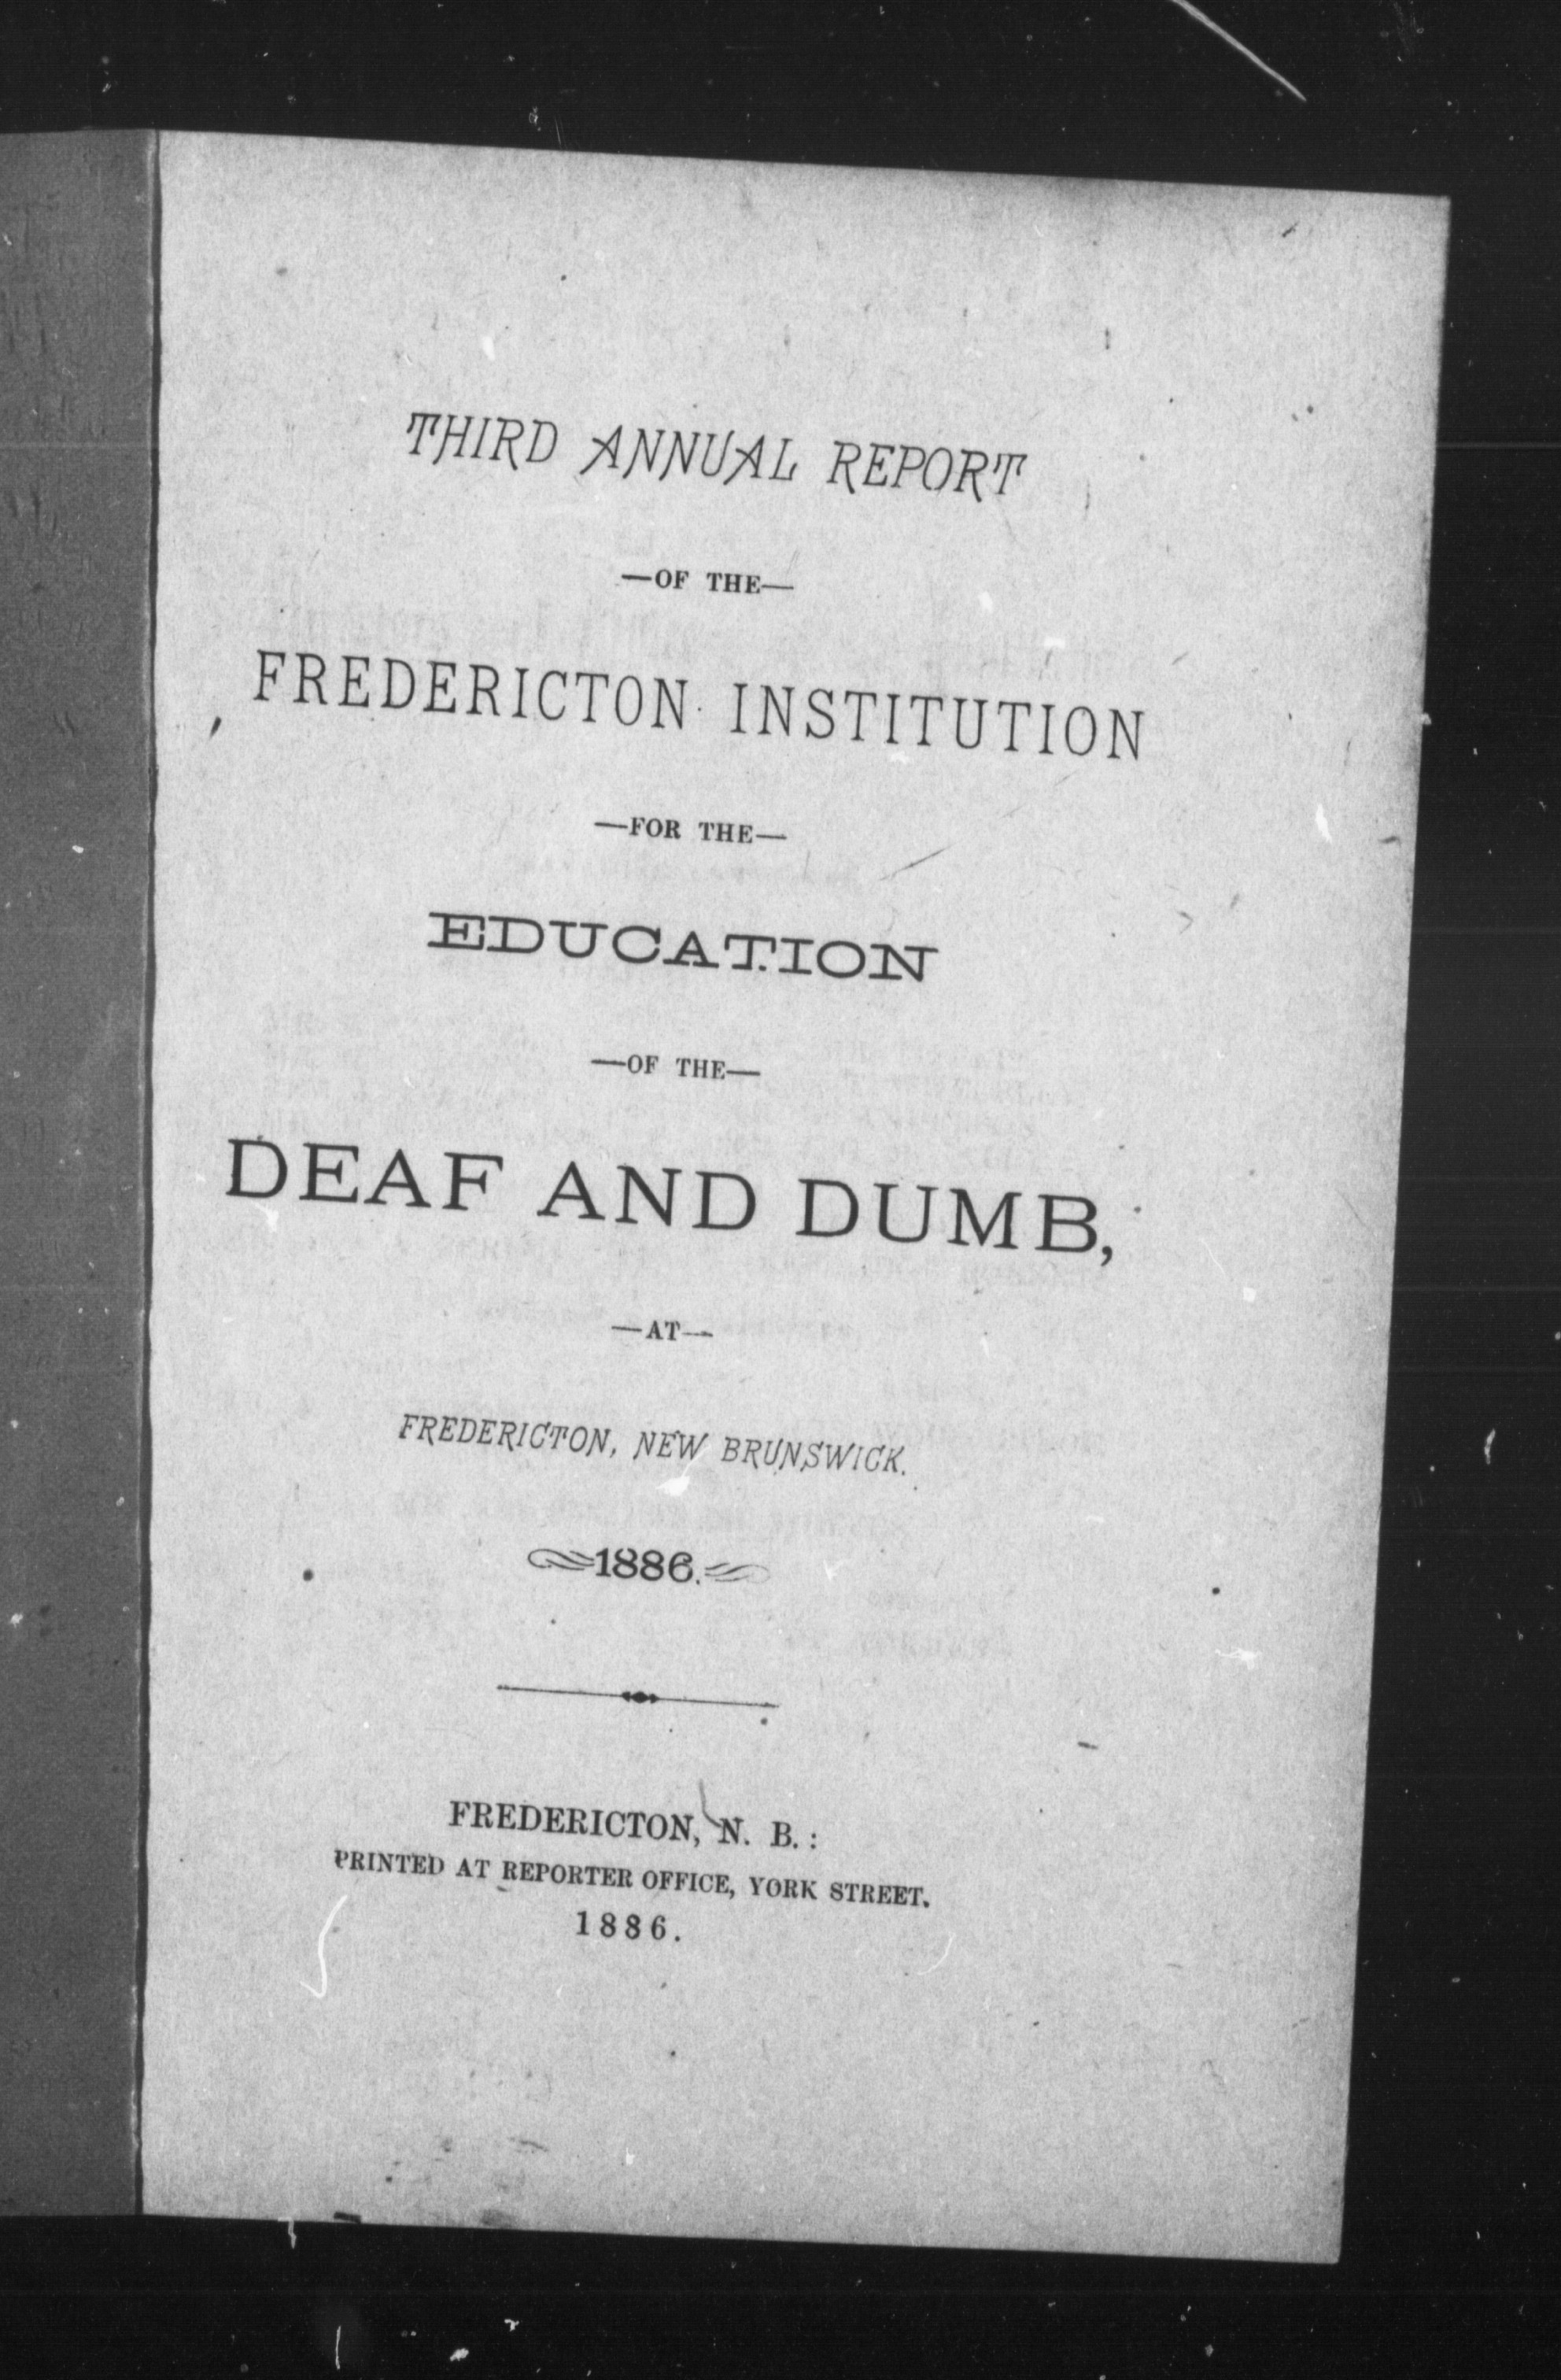 THIRD ANNUAL REPORT
—OF THE—
FREDERICTON INSTITUTION
—FOR THE—
EDUCATION
—OF THE—
DEAF AND DUMB,
—AT—
FREDERICTON, NEW BRUNSWICK.
1886.
FREDERICTON, N. B.:
PRINTED AT REPORTER OFFICE, YORK STREET.
1886.